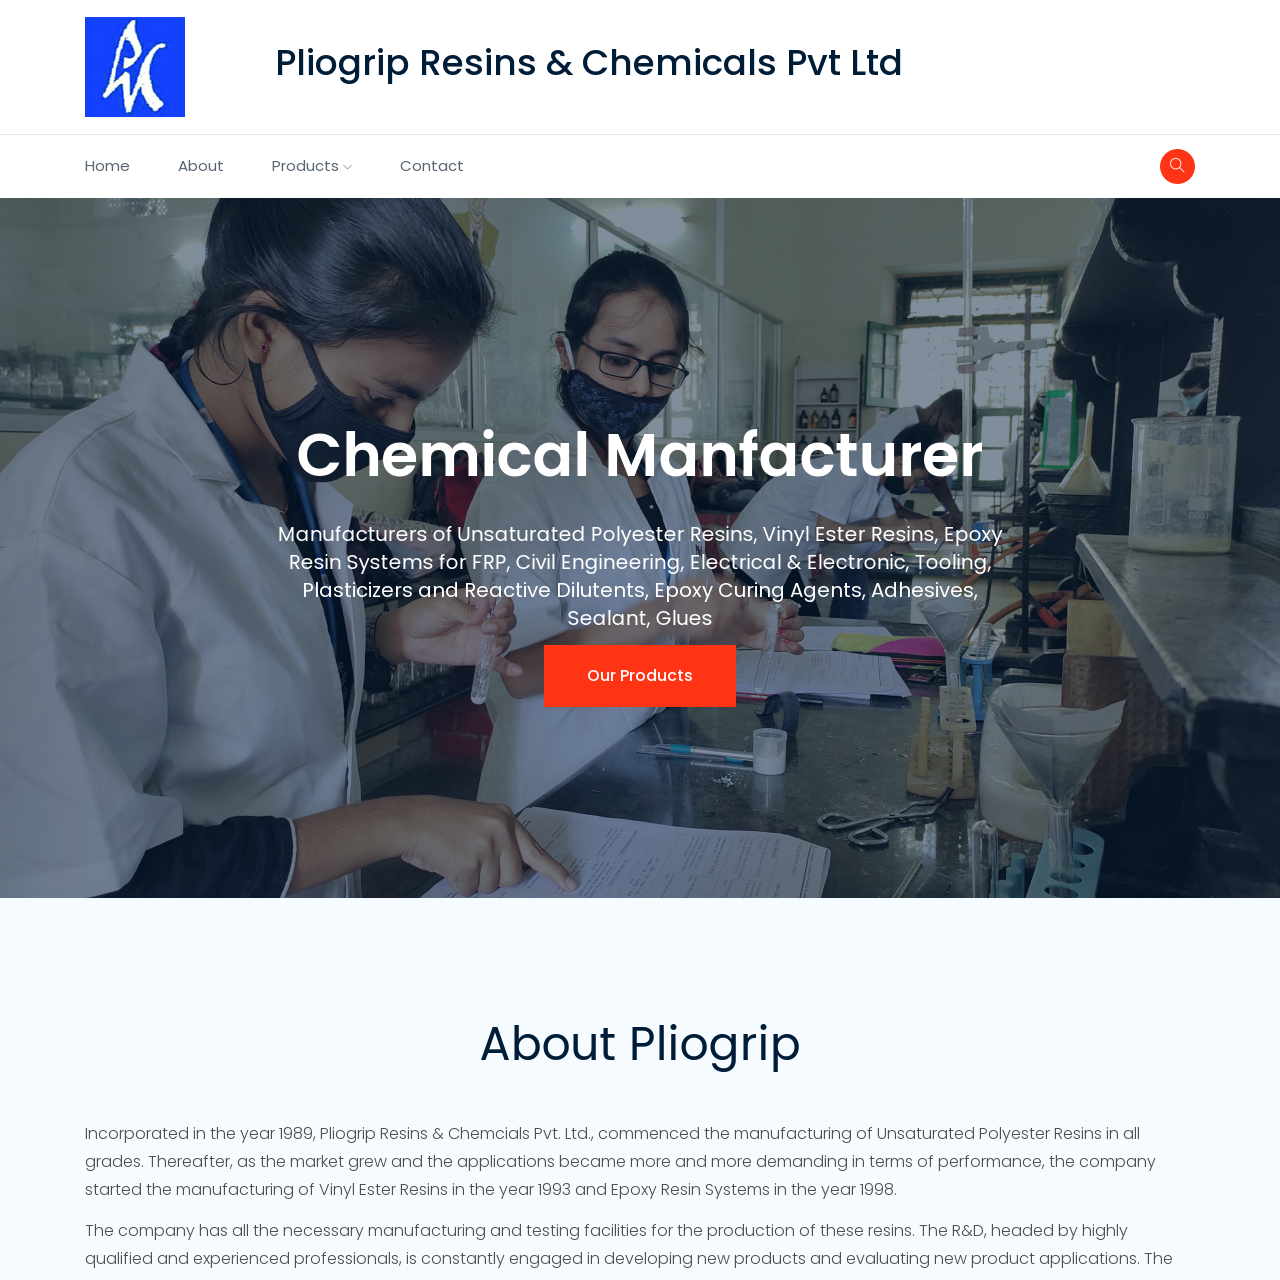 Pliogrip Resins & Chemicals Pvt Ltd
Home
About
Products
Contact
Chemical Manfacturer
Manufacturers of Unsaturated Polyester Resins, Vinyl Ester Resins, Epoxy
Resin Systems for FRP, Civil Engineering, Electrical & Electronic, Tooling,
Plasticizers and Reactive Dilutents, Epoxy Curing Agents, Adhesives,
Sealant, Glues
Our Products
About Pliogrip
Incorporated in the year 1989, Pliogrip Resins & Chemcials Pvt. Ltd., commenced the manufacturing of Unsaturated Polyester Resins in all
grades. Thereafter, as the market grew and the applications became more and more demanding in terms of performance, the company
started the manufacturing of Vinyl Ester Resins in the year 1993 and Epoxy Resin Systems in the year 1998.
The company has all the necessary manufacturing and testing facilities for the production of these resins. The R&D, headed by highly
qualified and experienced professionals, is constantly engaged in developing new products and evaluating new product applications. The